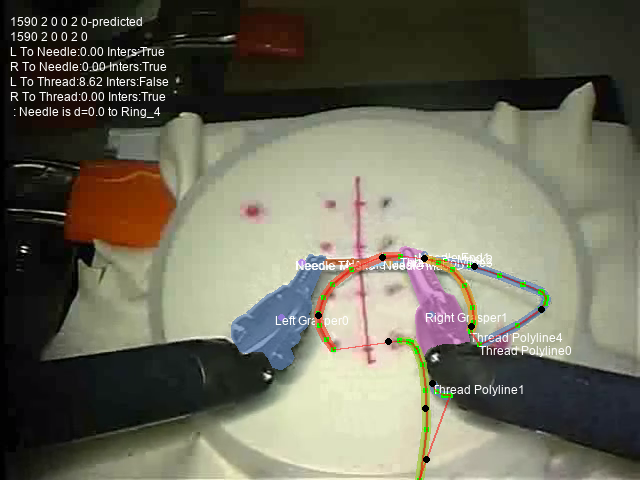 1590 2 0 0 2 0-predicted
1590 2 0 0 2 0
L To Needle:0.00 Inters:True
R To Needle:0.00 Inters:True
L To Thread:8.62 Inters:False
R To Thread:0.00 Inters:True
: Needle is d=0.0 to Ring_4
Left Grasper0
Right Grasper1
Thread Polyline4
Thread Polyline0
Thread Polyline1